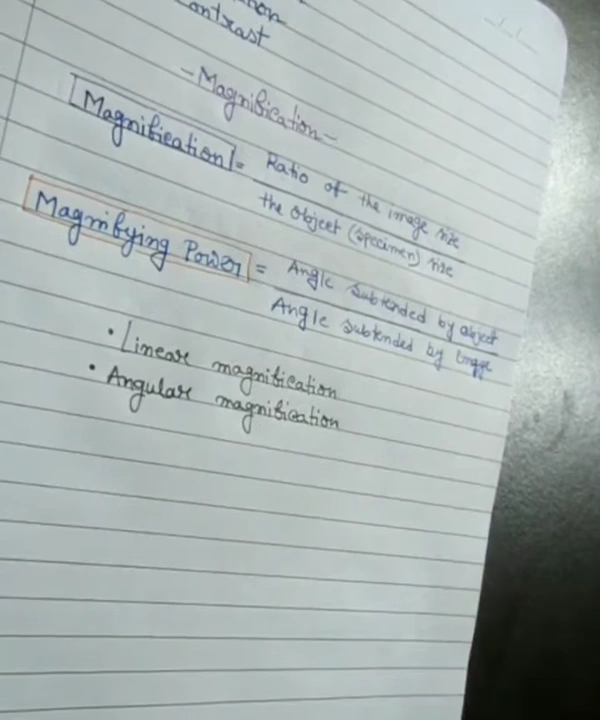 ontrast
- Magnification -
Magnification = Ratio of the image size
the object (specimen) size
Magnifying Power = Angle subtended by object
Angle subtended by image
• Linear magnification
• Angular magnification